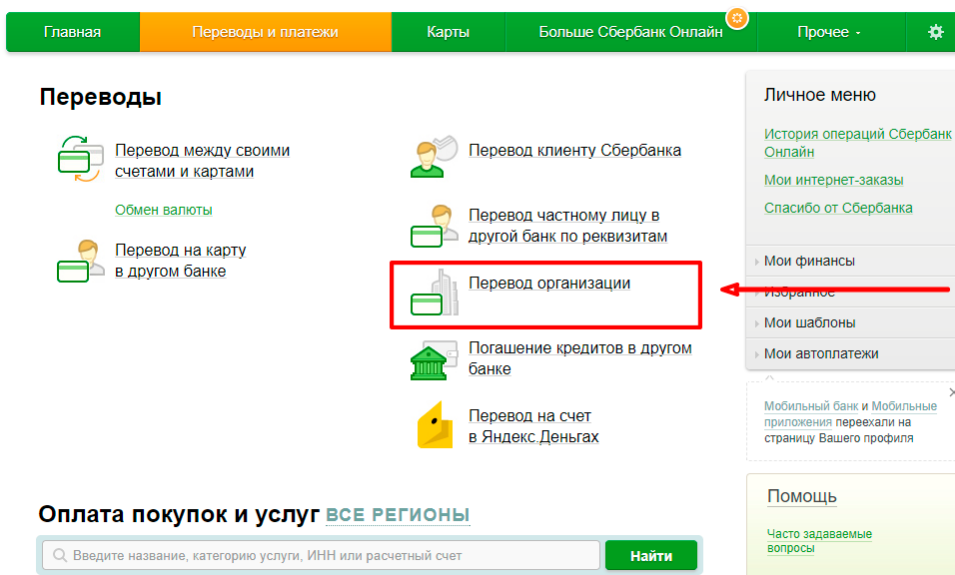 Главная
Переводы и платежи
Карты
Больше Сбербанк Онлайн
Прочее
Переводы
Перевод между своими
счетами и картами
Обмен валюты
Перевод на карту
в другом банке
Перевод клиенту Сбербанка
Перевод частному лицу в
другой банк по реквизитам
Перевод организации
Погашение кредитов в другом
банке
Перевод на счет
в Яндекс.Деньгах
Личное меню
История операций Сбербанк
Онлайн
Мои интернет-заказы
Спасибо от Сбербанка
Мои финансы
Избранное
Мои шаблоны
Мои автоплатежи
Мобильный банк и Мобильные
приложения переехали на
страницу Вашего профиля
Помощь
Часто задаваемые
вопросы
Оплата покупок и услуг ВСЕ РЕГИОНЫ
Введите название, категорию услуги, ИНН или расчетный счет
Найти